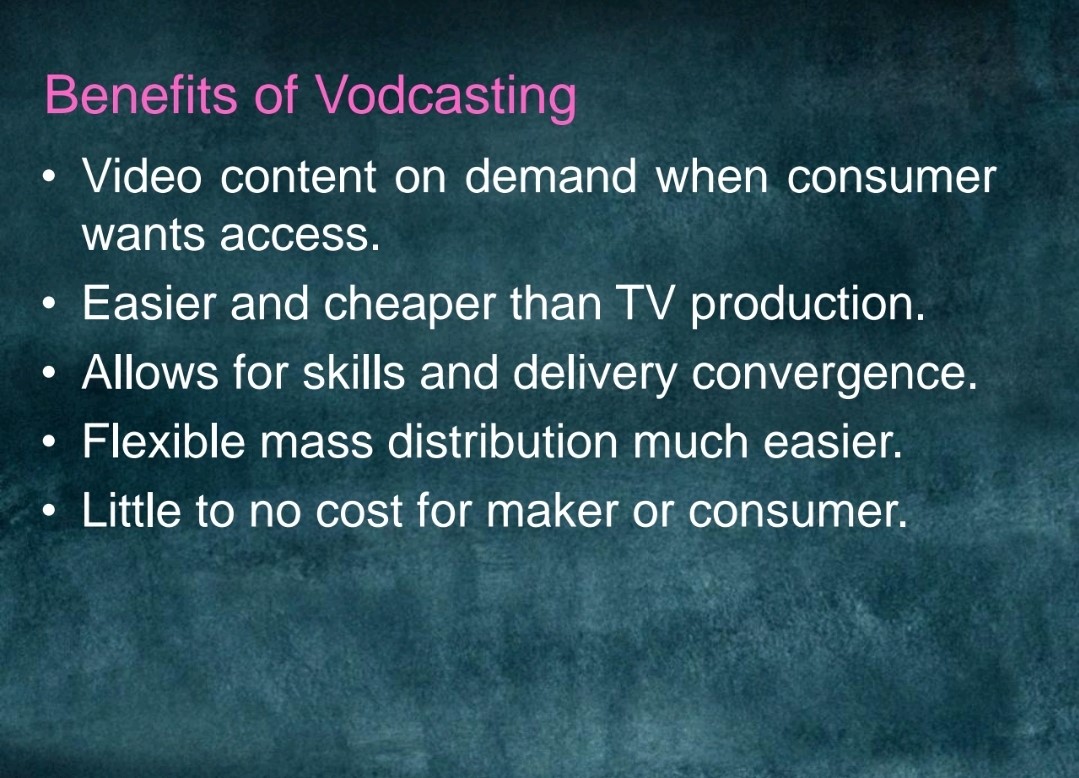 Benefits of Vodcasting
• Video content on demand when consumer
wants access.
• Easier and cheaper than TV production.
• Allows for skills and delivery convergence.
• Flexible mass distribution much easier.
• Little to no cost for maker or consumer.